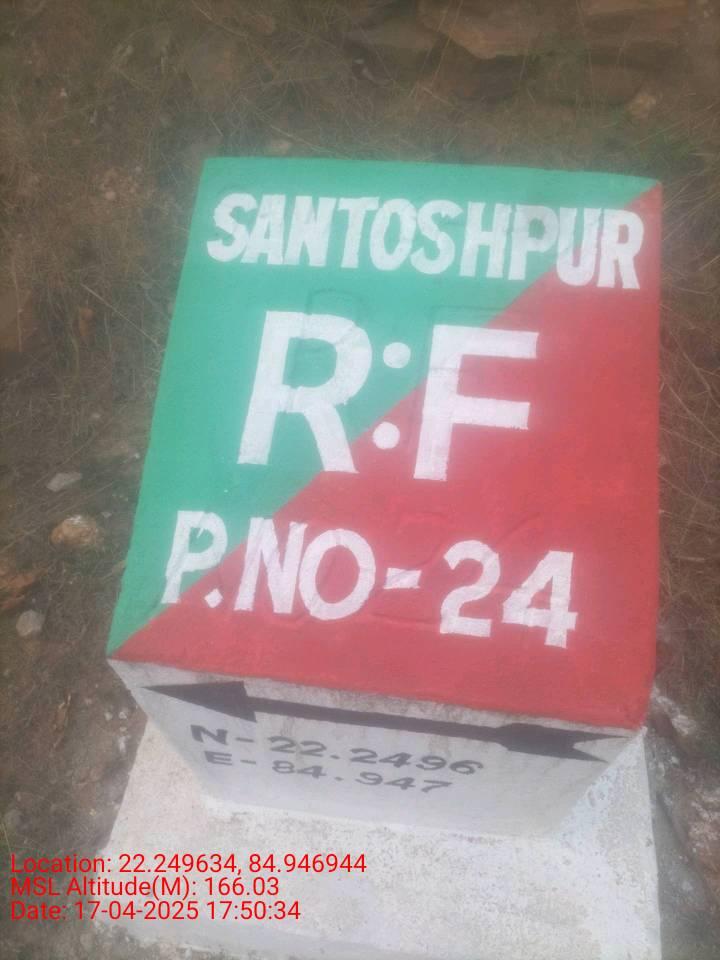 SANTOSHPUR
R:F
P.NO-24
N-22.2496
E-84.947
Location: 22.249634, 84.946944
MSL Altitude(M): 166.03
Date: 17-04-2025 17:50:34